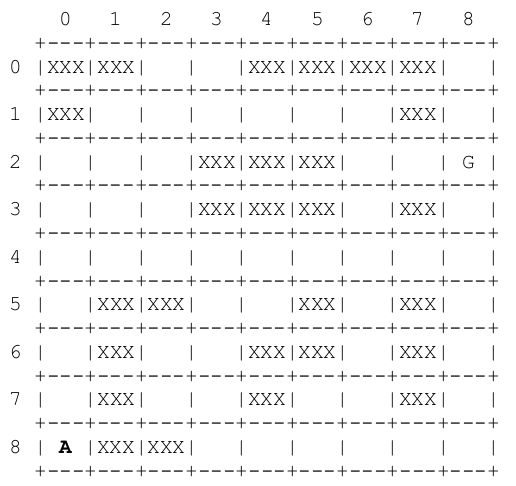 0   1   2   3   4   5   6   7   8
  +---+---+---+---+---+---+---+---+---+
0 |XXX|XXX|   |   |XXX|XXX|XXX|XXX|   |
  +---+---+---+---+---+---+---+---+---+
1 |XXX|   |   |   |   |   |   |XXX|   |
  +---+---+---+---+---+---+---+---+---+
2 |   |   |   |XXX|XXX|XXX|   |   | G |
  +---+---+---+---+---+---+---+---+---+
3 |   |   |   |XXX|XXX|XXX|   |XXX|   |
  +---+---+---+---+---+---+---+---+---+
4 |   |   |   |   |   |   |   |   |   |
  +---+---+---+---+---+---+---+---+---+
5 |   |XXX|XXX|   |   |XXX|   |XXX|   |
  +---+---+---+---+---+---+---+---+---+
6 |   |XXX|   |   |XXX|XXX|   |XXX|   |
  +---+---+---+---+---+---+---+---+---+
7 |   |XXX|   |   |XXX|   |   |XXX|   |
  +---+---+---+---+---+---+---+---+---+
8 | A |XXX|XXX|   |   |   |   |   |   |
  +---+---+---+---+---+---+---+---+---+